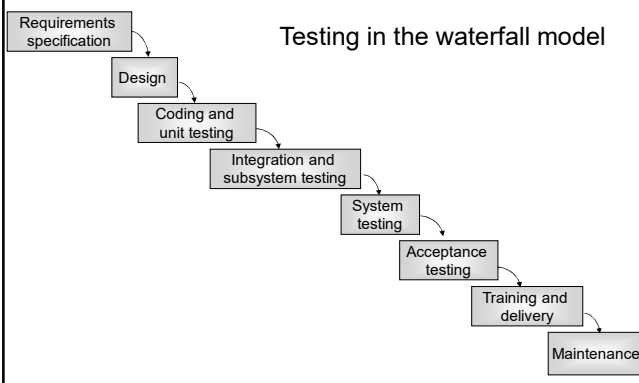 Testing in the waterfall model
Requirements
specification
Design
Coding and
unit testing
Integration and
subsystem testing
System
testing
Acceptance
testing
Training and
delivery
Maintenance